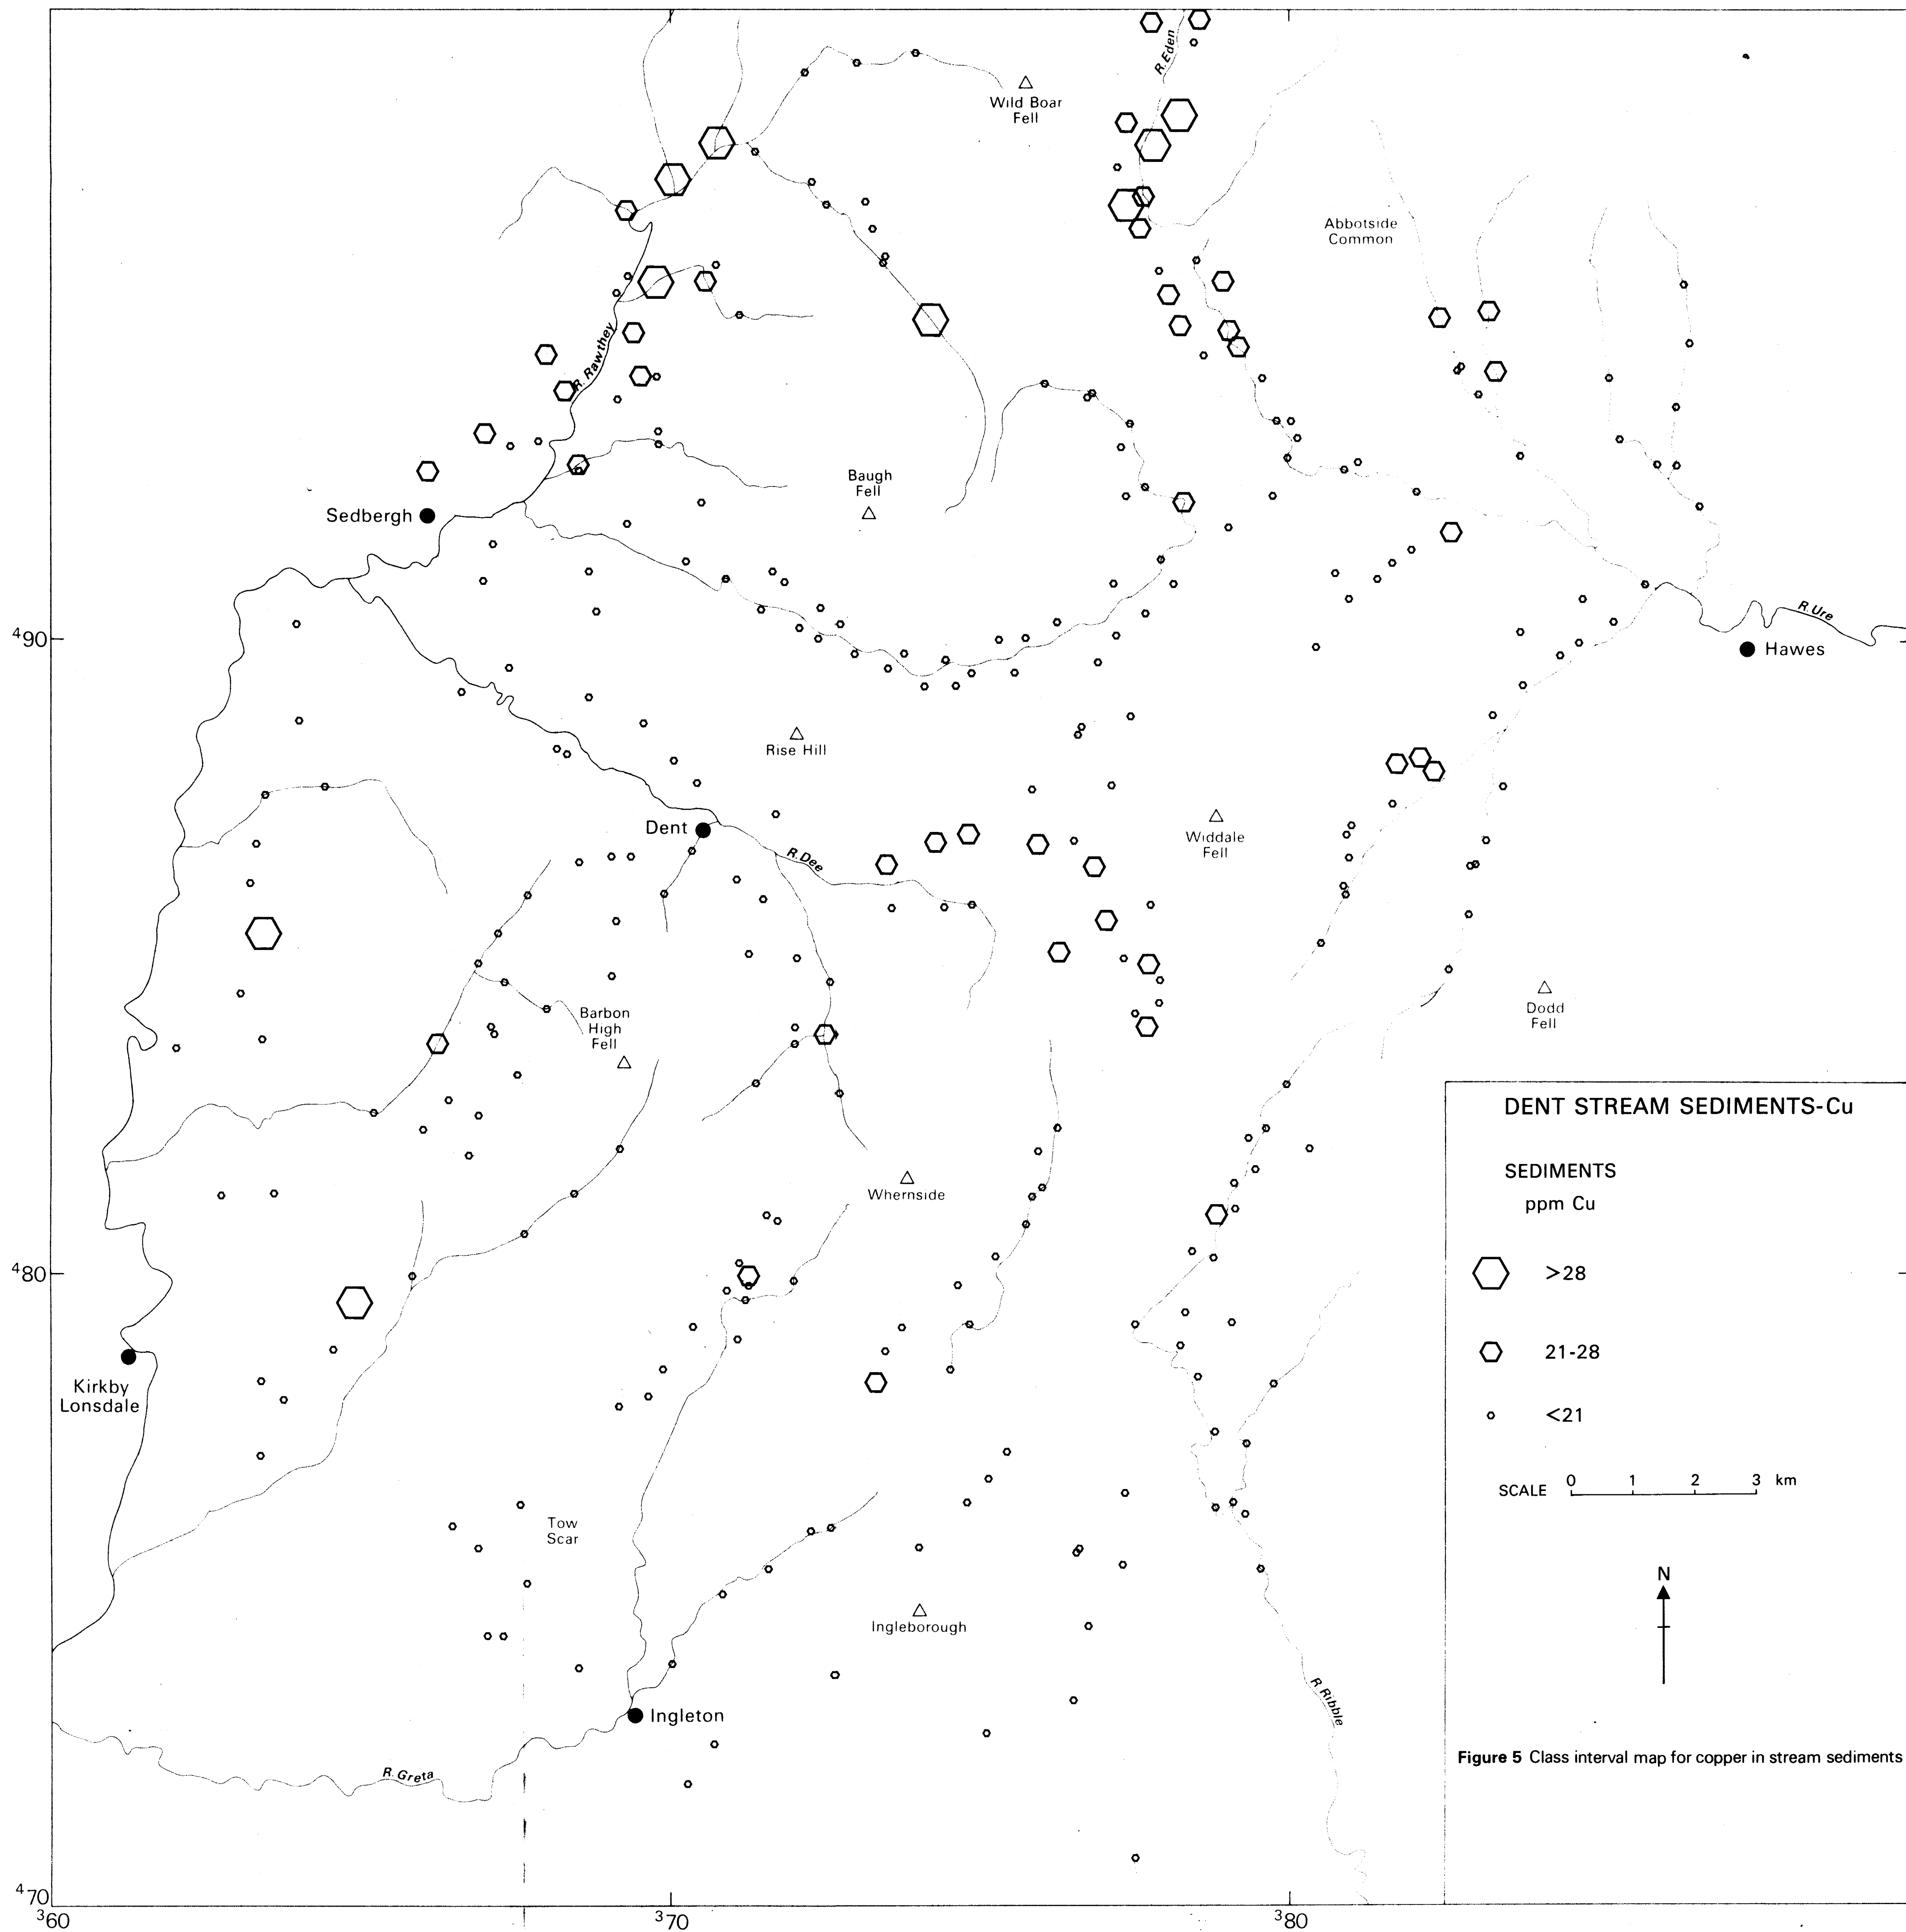 R. Eden
Wild Boar
Fell
Abbotside
Common
R. Rawthey
Baugh
Fell
Sedbergh
⁴90
R. Ure
Hawes
Rise Hill
Dent
R. Dee
Widdale
Fell
Barbon
High
Fell
Dodd
Fell
Whernside
DENT STREAM SEDIMENTS-Cu
SEDIMENTS
ppm Cu
⁴80
>28
21-28
Kirkby
Lonsdale
<21
SCALE 0 1 2 3 km
Tow
Scar
N
Ingleborough
R Ribble
Ingleton
R. Greta
Figure 5 Class interval map for copper in stream sediments
⁴70
³60
³70
³80